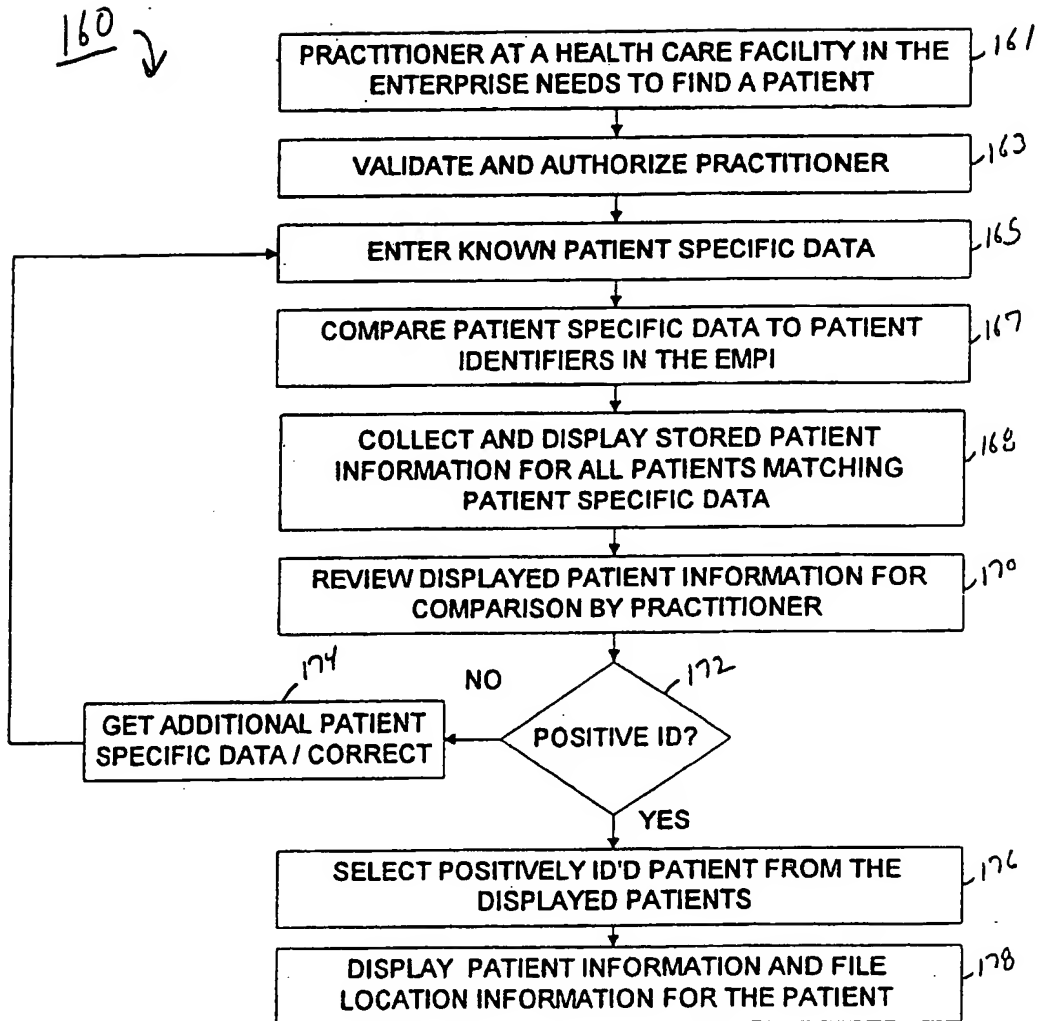 160
PRACTITIONER AT A HEALTH CARE FACILITY IN THE
ENTERPRISE NEEDS TO FIND A PATIENT
161
VALIDATE AND AUTHORIZE PRACTITIONER
163
ENTER KNOWN PATIENT SPECIFIC DATA
165
COMPARE PATIENT SPECIFIC DATA TO PATIENT
IDENTIFIERS IN THE EMPI
167
COLLECT AND DISPLAY STORED PATIENT
INFORMATION FOR ALL PATIENTS MATCHING
PATIENT SPECIFIC DATA
168
REVIEW DISPLAYED PATIENT INFORMATION FOR
COMPARISON BY PRACTITIONER
170
172
POSITIVE ID?
NO
174
GET ADDITIONAL PATIENT
SPECIFIC DATA / CORRECT
YES
SELECT POSITIVELY ID'D PATIENT FROM THE
DISPLAYED PATIENTS
176
DISPLAY PATIENT INFORMATION AND FILE
LOCATION INFORMATION FOR THE PATIENT
178